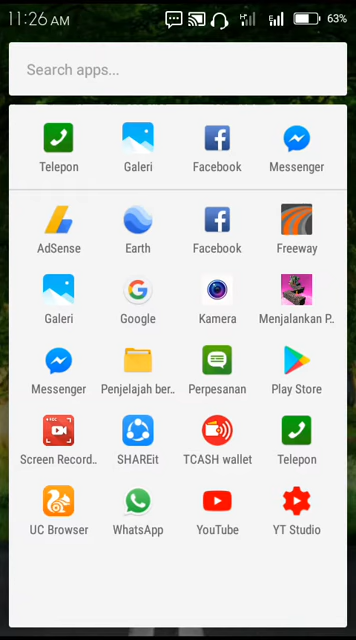 11:26 AM 63%
Search apps...
Telepon Galeri Facebook Messenger
AdSense Earth Facebook Freeway
Galeri Google Kamera Menjalankan P..
Messenger Penjelajah ber.. Perpesanan Play Store
Screen Record.. SHAREit TCASH wallet Telepon
UC Browser WhatsApp YouTube YT Studio